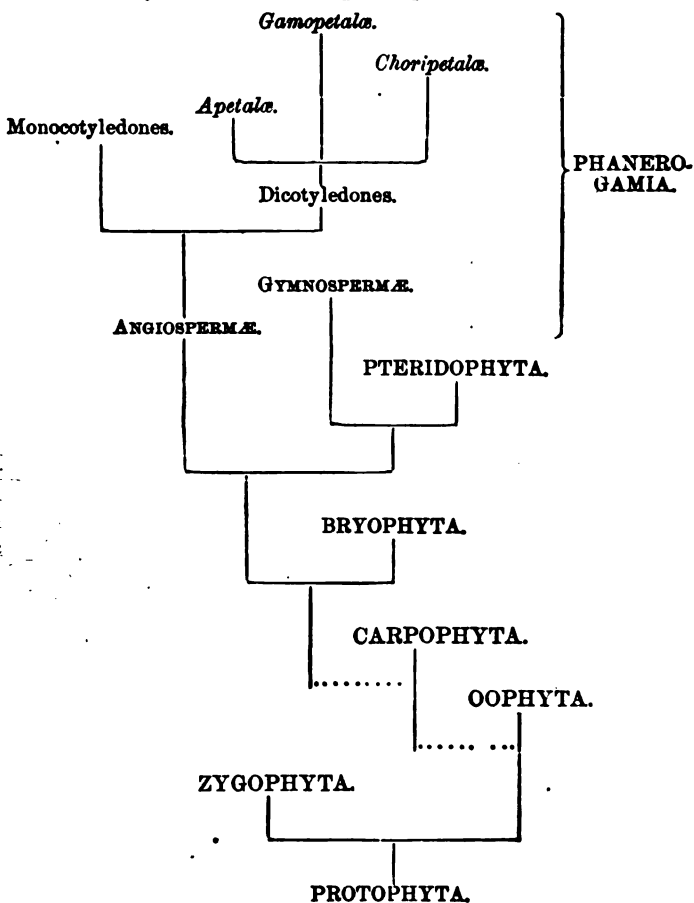 Gamopetalæ.
Choripetalæ.
Apetalæ.
Monocotyledones.
PHANERO-
GAMIA.
Dicotyledones.
GYMNOSPERMÆ.
ANGIOSPERMÆ.
PTERIDOPHYTA.
BRYOPHYTA.
CARPOPHYTA.
OOPHYTA.
ZYGOPHYTA.
PROTOPHYTA.